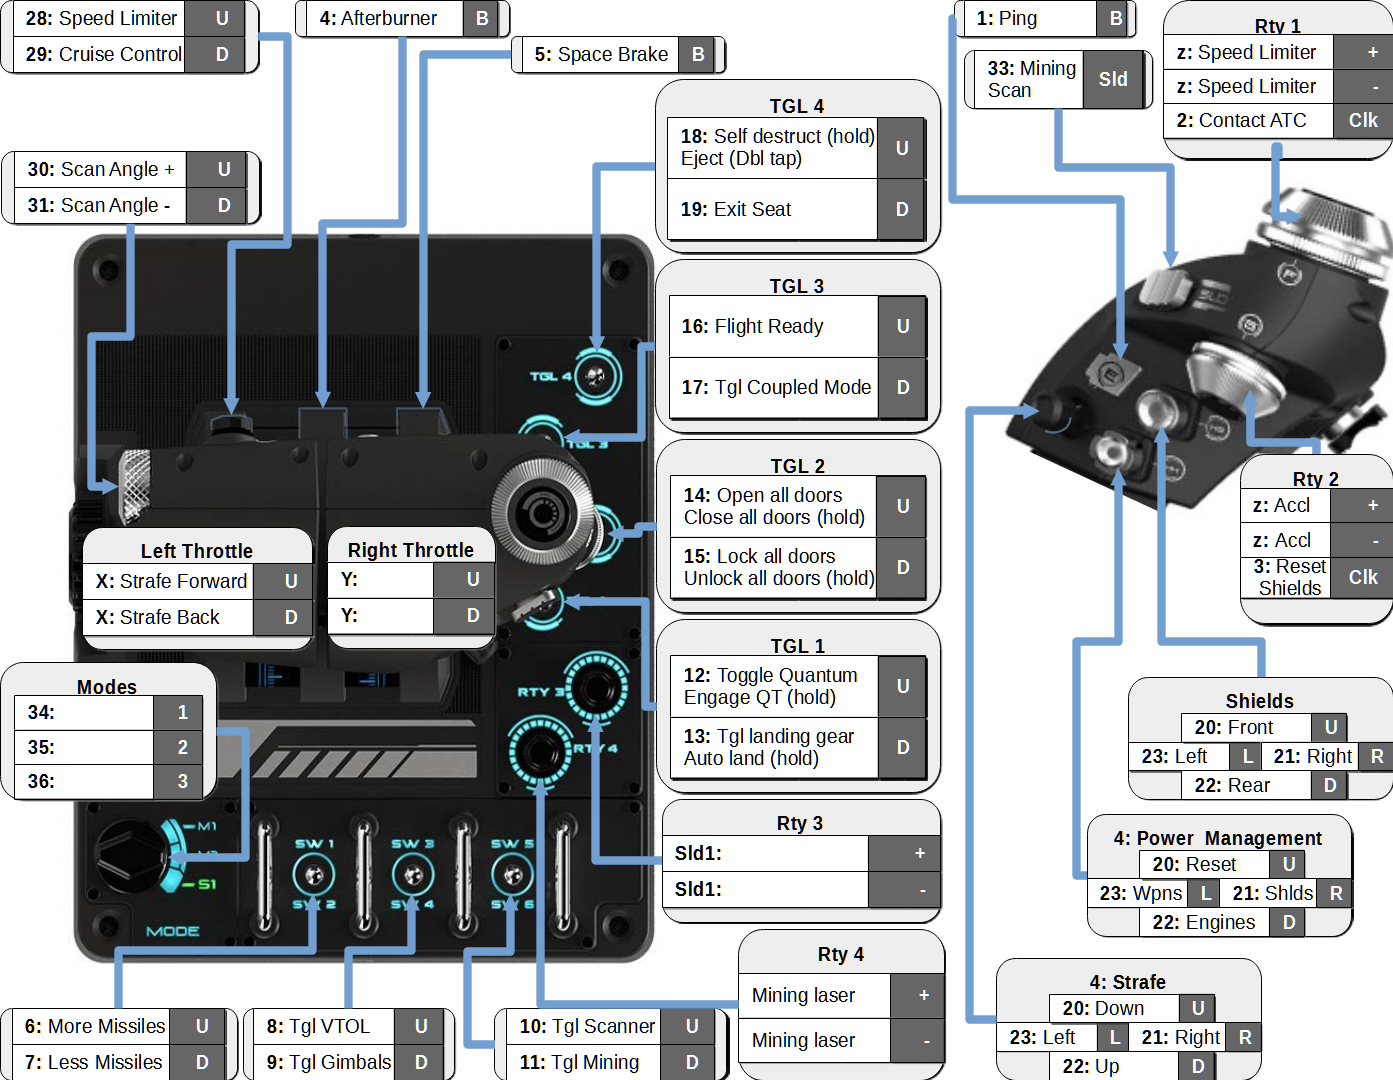 28: Speed Limiter U
29: Cruise Control D
4: Afterburner B
5: Space Brake B
1: Ping B
33: Mining
Scan
Sld
Rty 1
z: Speed Limiter +
z: Speed Limiter -
2: Contact ATC Clk
30: Scan Angle + U
31: Scan Angle - D
TGL 4
18: Self destruct (hold)
Eject (Dbl tap)
U
19: Exit Seat D
TGL 3
16: Flight Ready U
17: Tgl Coupled Mode D
TGL 2
14: Open all doors
Close all doors (hold)
U
15: Lock all doors
Unlock all doors (hold)
D
TGL 1
12: Toggle Quantum
Engage QT (hold)
U
13: Tgl landing gear
Auto land (hold)
D
Rty 3
Sld1: +
Sld1: -
Rty 4
Mining laser +
Mining laser -
Left Throttle
X: Strafe Forward U
X: Strafe Back D
Right Throttle
Y: U
Y: D
Modes
34: 1
35: 2
36: 3
TGL 4
TGL 3
RTY 3
RTY 4
M1
S1
MODE
SW 1
SW 3
SW 5
6: More Missiles U
7: Less Missiles D
8: Tgl VTOL U
9: Tgl Gimbals D
10: Tgl Scanner U
11: Tgl Mining D
Rty 2
z: Accl +
z: Accl -
3: Reset
Shields
Clk
Shields
20: Front U
23: Left L 21: Right R
22: Rear D
4: Power Management
20: Reset U
23: Wpns L 21: Shlds R
22: Engines D
4: Strafe
20: Down U
23: Left L 21: Right R
22: Up D